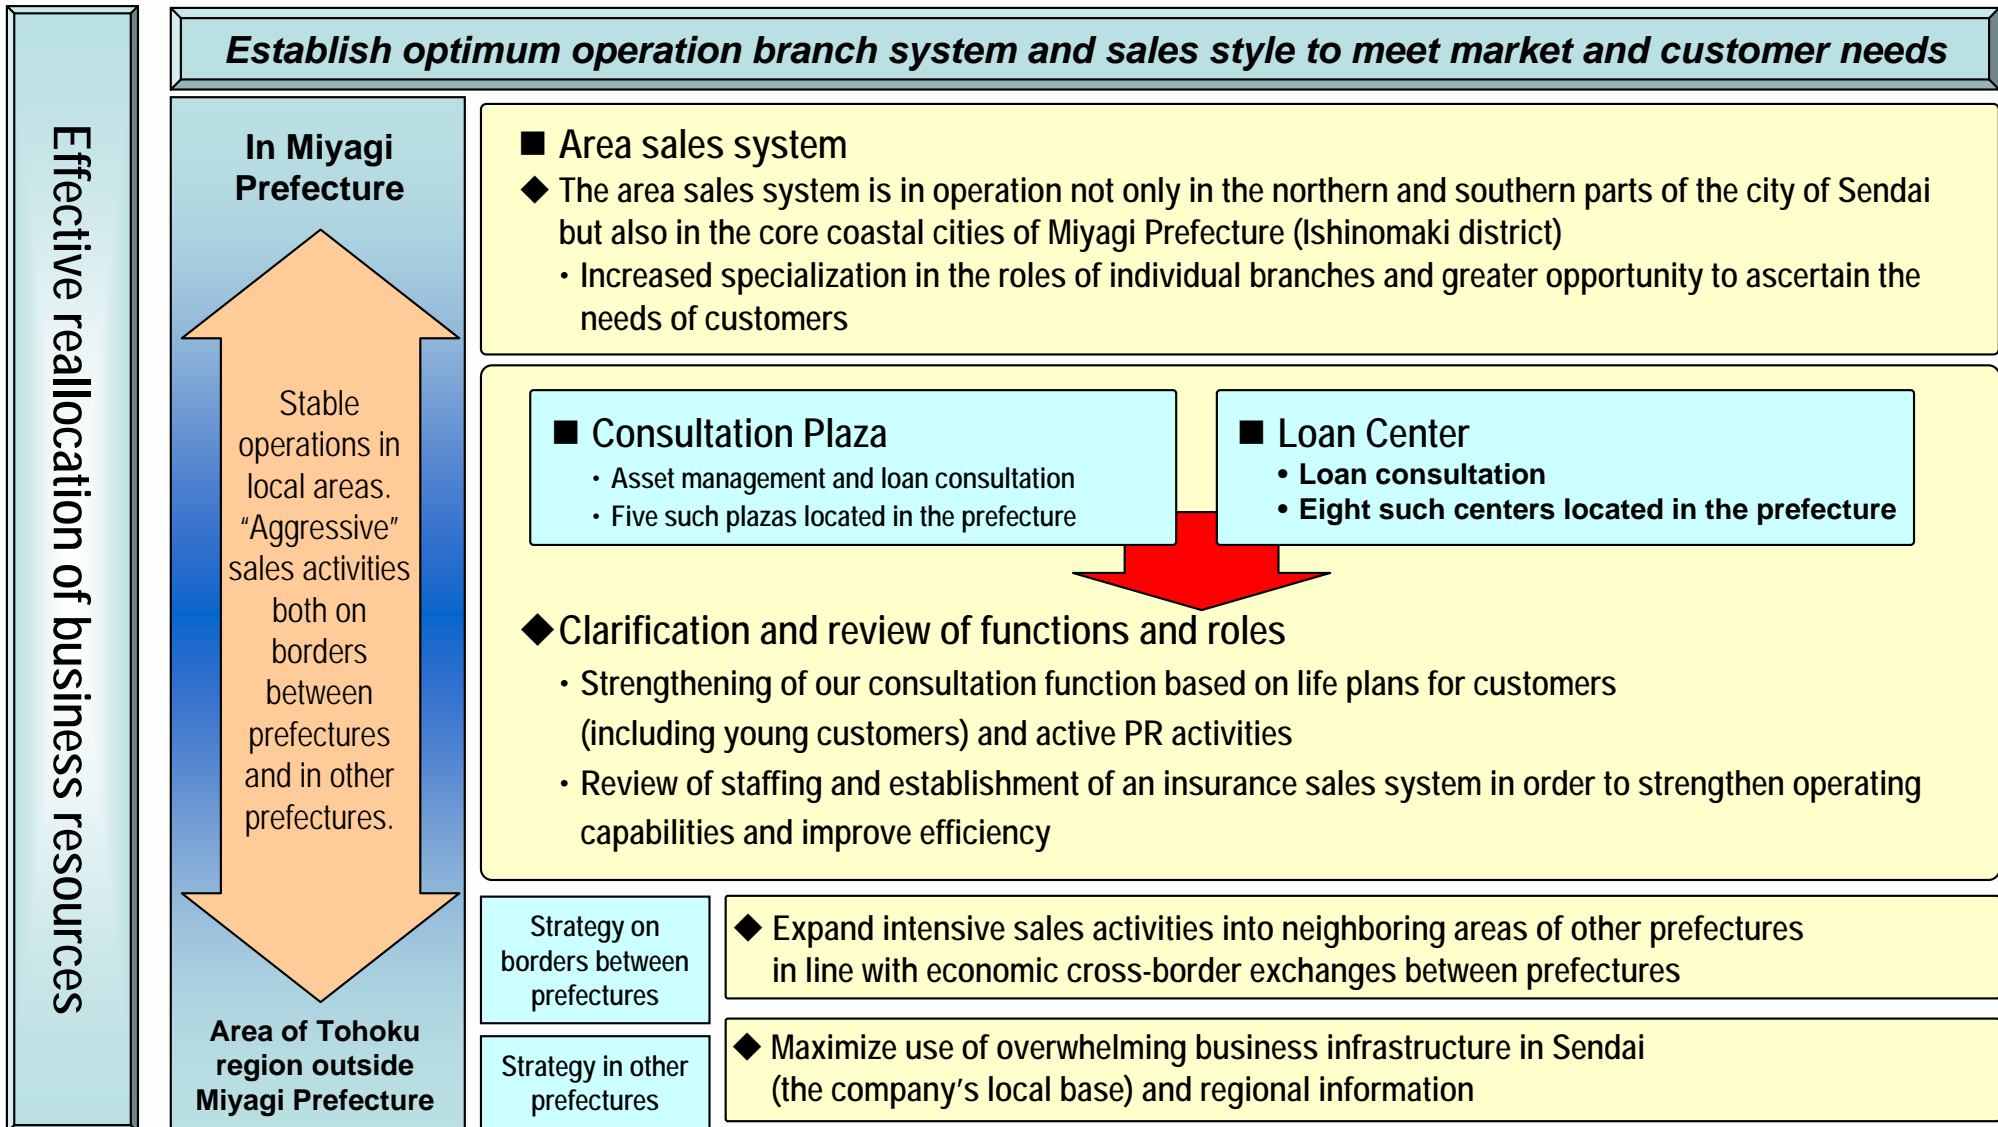 Effective reallocation of business resources
Establish optimum operation branch system and sales style to meet market and customer needs
In Miyagi
Prefecture
Stable
operations in
local areas.
“Aggressive”
sales activities
both on
borders
between
prefectures
and in other
prefectures.
Area of Tohoku
region outside
Miyagi Prefecture
■ Area sales system
◆ The area sales system is in operation not only in the northern and southern parts of the city of Sendai
but also in the core coastal cities of Miyagi Prefecture (Ishinomaki district)
・Increased specialization in the roles of individual branches and greater opportunity to ascertain the
needs of customers
■ Consultation Plaza
・Asset management and loan consultation
・Five such plazas located in the prefecture
■ Loan Center
• Loan consultation
• Eight such centers located in the prefecture
◆Clarification and review of functions and roles
・Strengthening of our consultation function based on life plans for customers
(including young customers) and active PR activities
・Review of staffing and establishment of an insurance sales system in order to strengthen operating
capabilities and improve efficiency
Strategy on
borders between
prefectures
◆ Expand intensive sales activities into neighboring areas of other prefectures
in line with economic cross-border exchanges between prefectures
Strategy in other
prefectures
◆ Maximize use of overwhelming business infrastructure in Sendai
(the company’s local base) and regional information